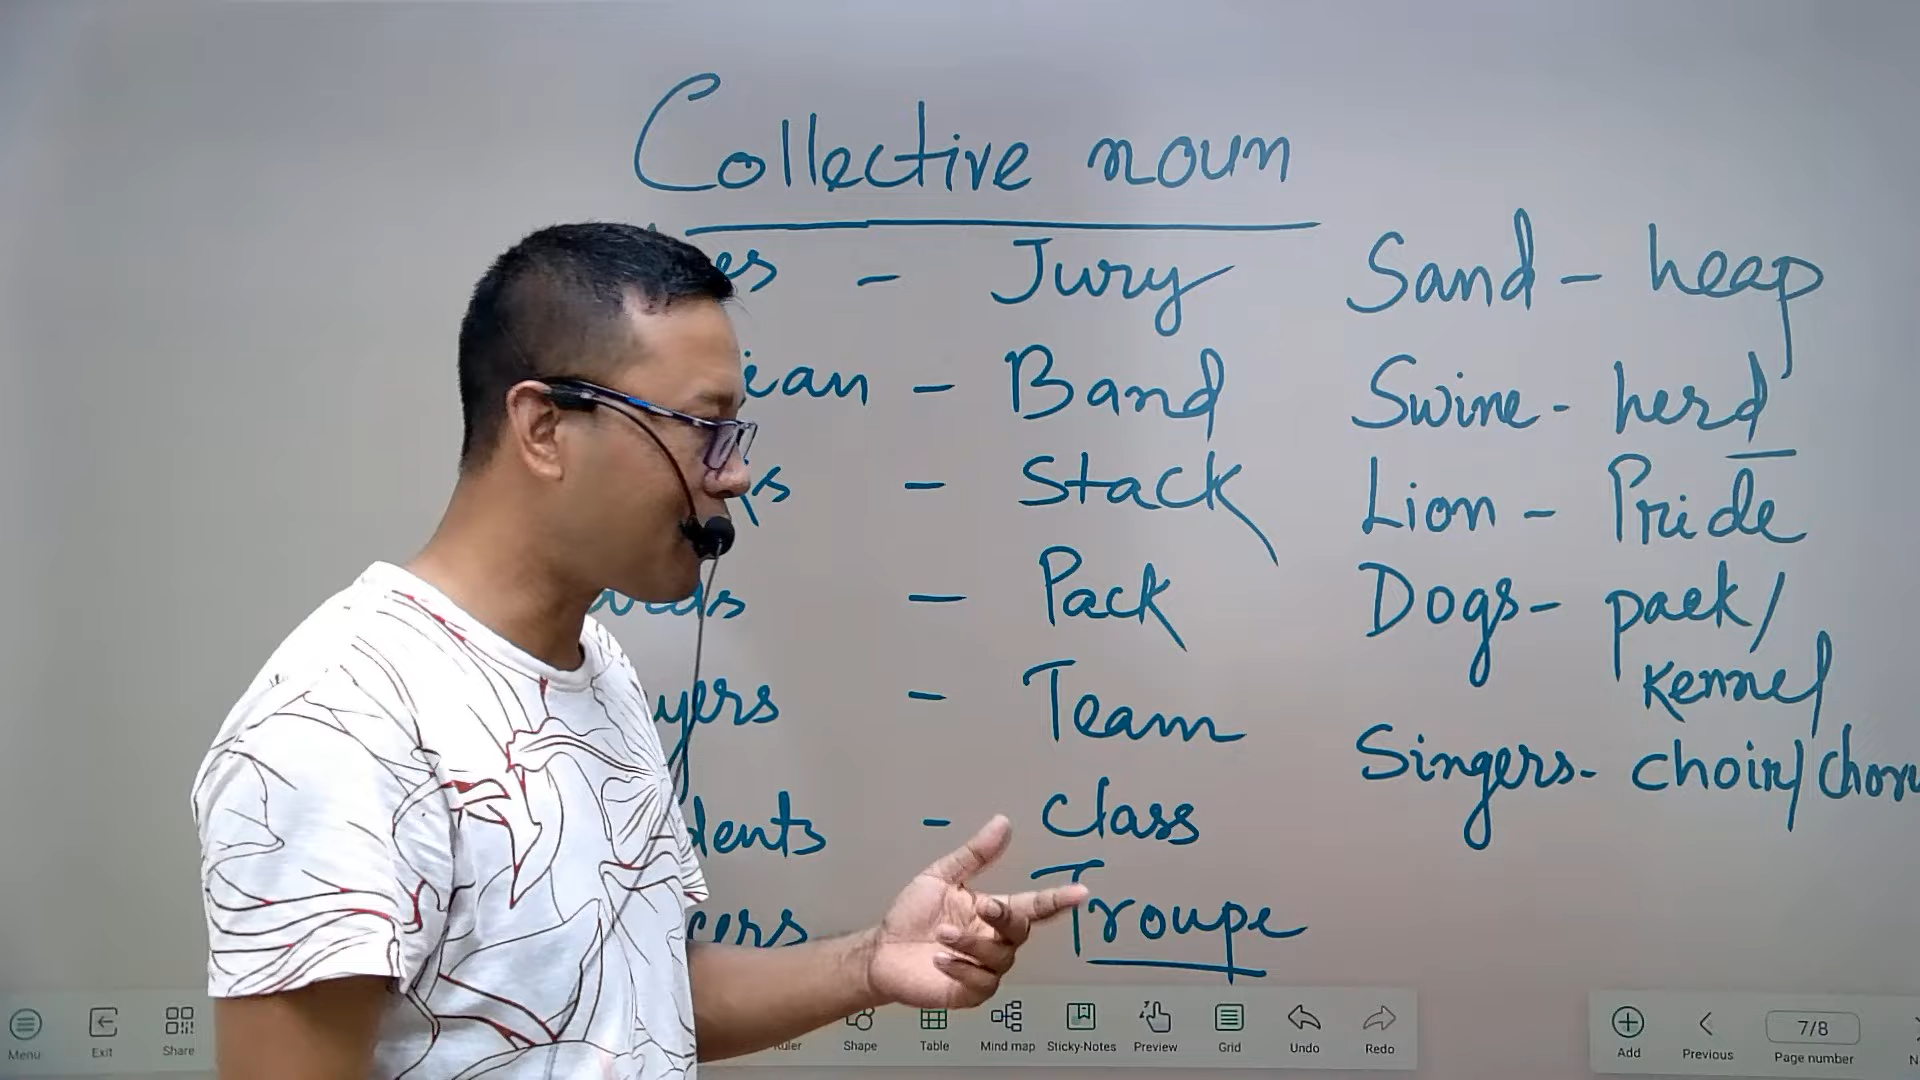 Collective noun
- Jury
- Band
- Stack
- Pack
- Team
- Class
- Troupe
Sand - heap
Swine - herd
Lion - Pride
Dogs - pack/
Kennel
Singers - choir/
Menu
Exit
Share
Shape
Table
Mind map
Sticky-Notes
Preview
Grid
Undo
Redo
Add
Previous
7/8
Page number